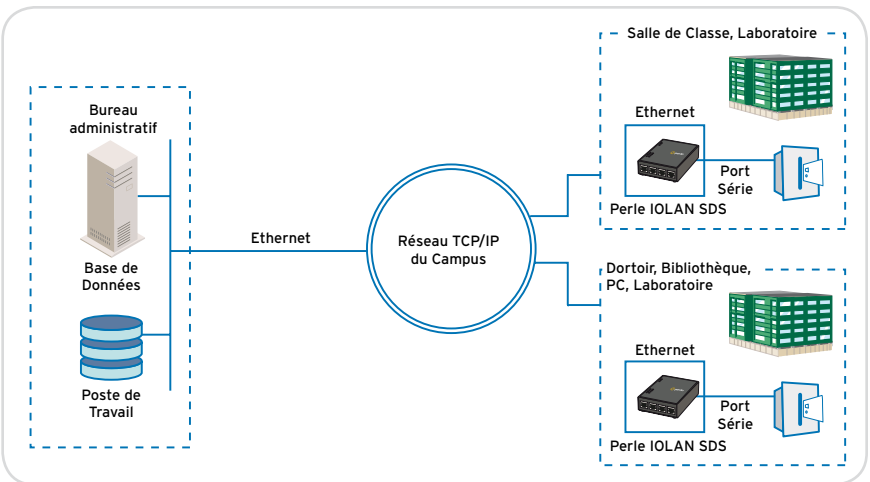 Bureau
administratif
Base de
Données
Poste de
Travail
Ethernet
Réseau TCP/IP
du Campus
Salle de Classe, Laboratoire
Ethernet
Port
Série
Perle IOLAN SDS
Dortoir, Bibliothèque,
PC, Laboratoire
Ethernet
Port
Série
Perle IOLAN SDS